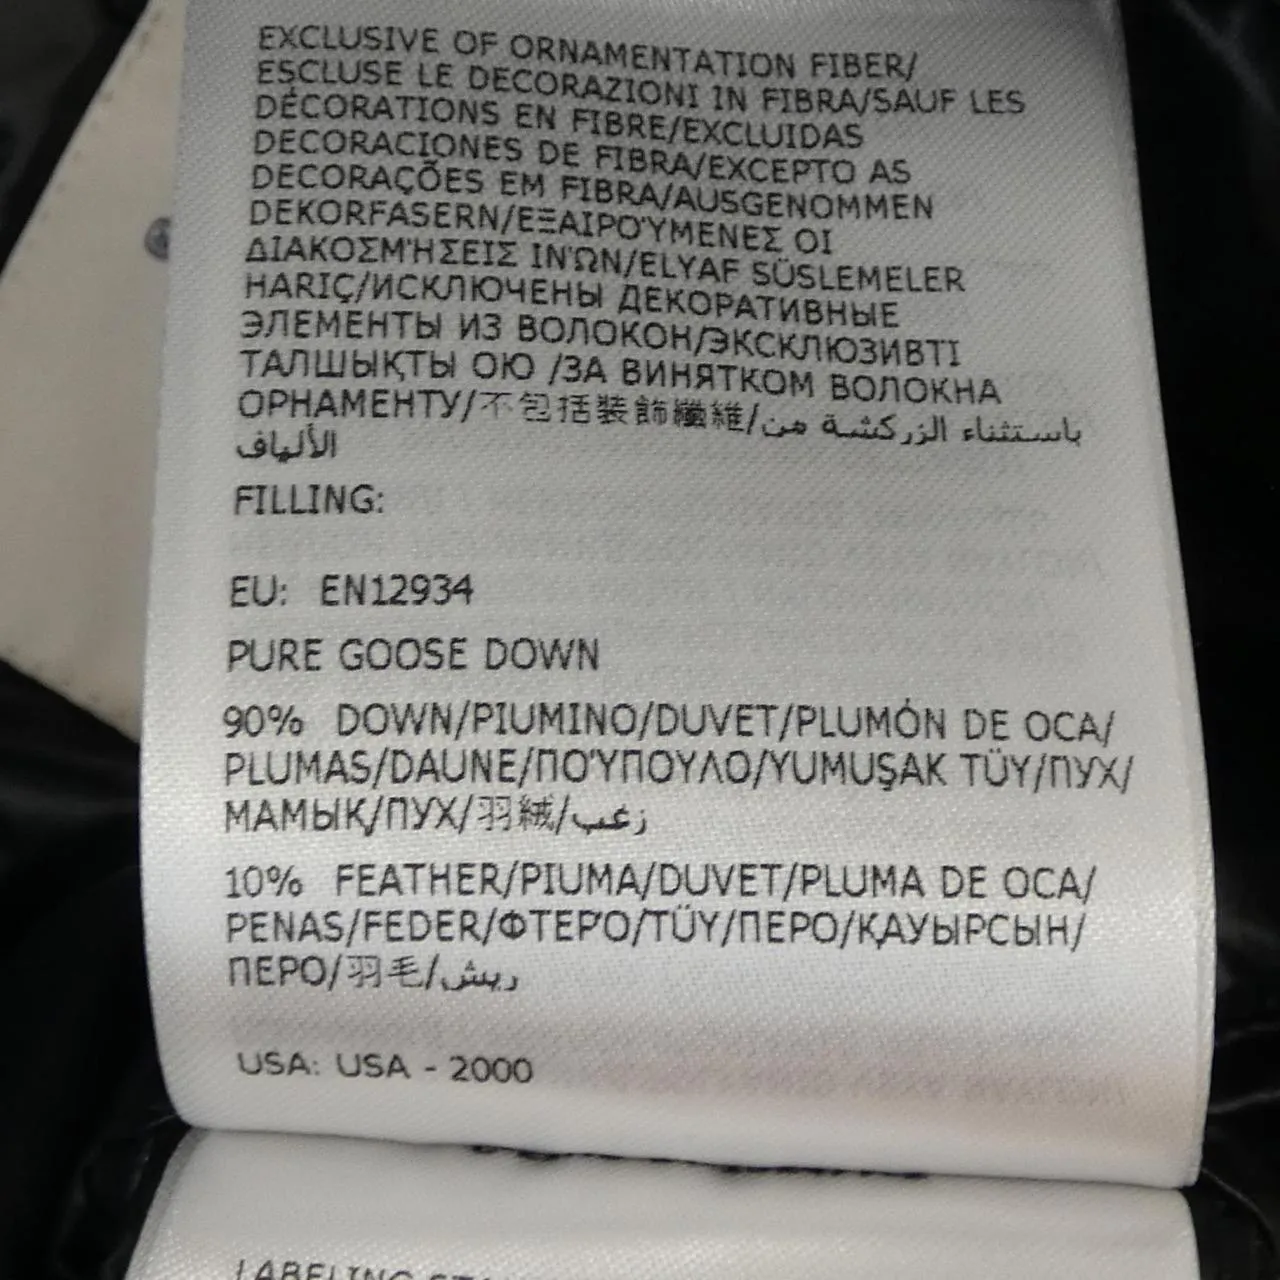 EXCLUSIVE OF ORNAMENTATION FIBER/
ESCLUSE LE DECORAZIONI IN FIBRA/SAUF LES
DÉCORATIONS EN FIBRE/EXCLUIDAS
DECORACIONES DE FIBRA/EXCEPTO AS
DECORAÇÕES EM FIBRA/AUSGENOMMEN
DEKORFASERN/ΕΞΑΙΡΟΎΜΕΝΕΣ ΟΙ
ΔΙΑΚΟΣΜΉΣΕΙΣ ΙΝΏΝ/ELYAF SÜSLEMELER
HARIÇ/ИСКЛЮЧЕНЫ ДЕКОРАТИВНЫЕ
ЭЛЕМЕНТЫ ИЗ ВОЛОКОН/ЭКСКЛЮЗИВТІ
ТАЛШЫҚТЫ ОЮ /ЗА ВИНЯТКОМ ВОЛОКНА
ОРНАМЕНТУ/不包括裝飾纖維/باستثناء الزركشة من
الألياف
FILLING:
EU: EN12934
PURE GOOSE DOWN
90% DOWN/PIUMINO/DUVET/PLUMÓN DE OCA/
PLUMAS/DAUNE/ΠΟΎΠΟΥΛΟ/YUMUŞAK TÜY/ПУХ/
МАМЫҚ/ПУХ/羽絨/زغب
10% FEATHER/PIUMA/DUVET/PLUMA DE OCA/
PENAS/FEDER/ΦΤΕΡΌ/TÜY/ПЕРО/ҚАУЫРСЫН/
ПЕРО/羽毛/ريش
USA: USA - 2000
LABELING